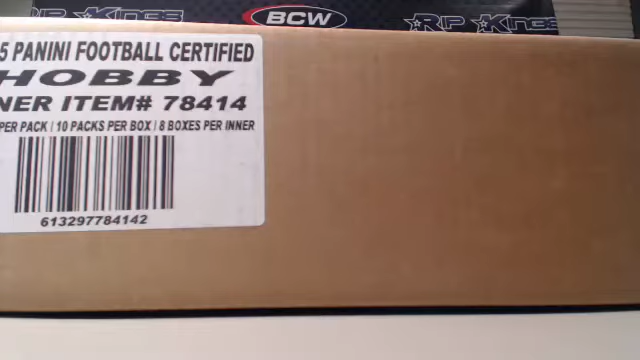 RIP KINGS BCW RIP KINGS
5 PANINI FOOTBALL CERTIFIED
HOBBY
NER ITEM# 78414
PER PACK / 10 PACKS PER BOX / 8 BOXES PER INNER
613297784142